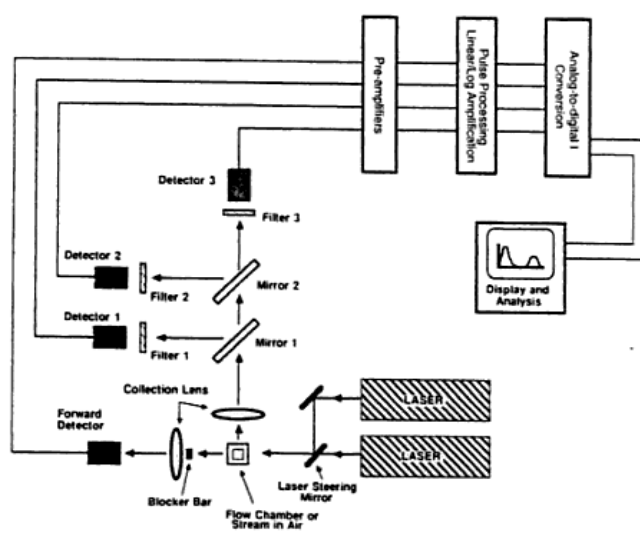 Pre-amplifiers
Pulse Processing
Linear/Log Amplification
Analog-to-digital I
Conversion
Detector 3
Filter 3
Detector 2
Filter 2
Mirror 2
Detector 1
Filter 1
Mirror 1
Display and
Analysis
Collection Lens
Forward
Detector
LASER
LASER
Blocker Bar
Laser Steering
Mirror
Flow Chamber or
Stream in Air